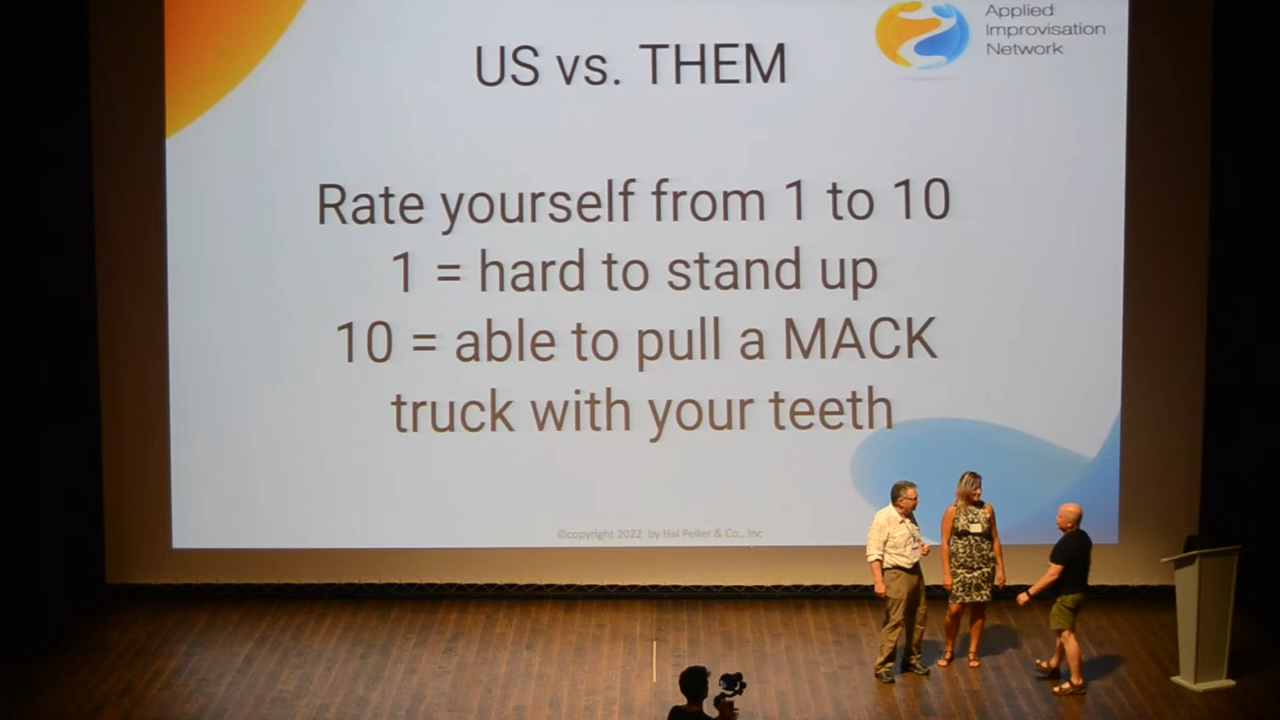 Applied
Improvisation
Network
US vs. THEM
Rate yourself from 1 to 10
1 = hard to stand up
10 = able to pull a MACK
truck with your teeth
©copyright 2022 by Hal Peller & Co., Inc